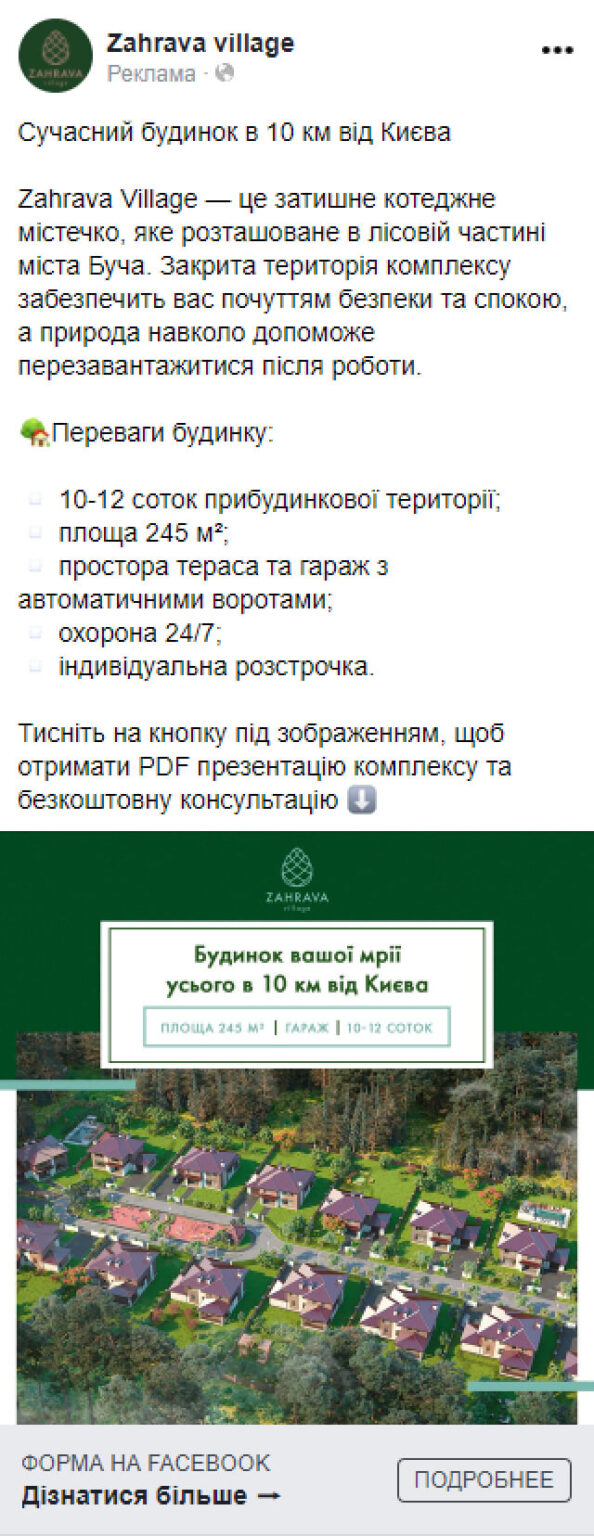 ZAHRAVA
village
Zahrava village
Реклама ·
Сучасний будинок в 10 км від Києва
Zahrava Village — це затишне котеджне
містечко, яке розташоване в лісовій частині
міста Буча. Закрита територія комплексу
забезпечить вас почуттям безпеки та спокою,
а природа навколо допоможе
перезавантажитися після роботи.
🏡Переваги будинку:
▫️ 10-12 соток прибудинкової території;
▫️ площа 245 м²;
▫️ простора тераса та гараж з
автоматичними воротами;
▫️ охорона 24/7;
▫️ індивідуальна розстрочка.
Тисніть на кнопку під зображенням, щоб
отримати PDF презентацію комплексу та
безкоштовну консультацію ⬇️
ZAHRAVA
village
Будинок вашої мрії
усього в 10 км від Києва
ПЛОЩА 245 М² | ГАРАЖ | 10-12 СОТОК
ФОРМА НА FACEBOOK
Дізнатися більше →
ПОДРОБНЕЕ